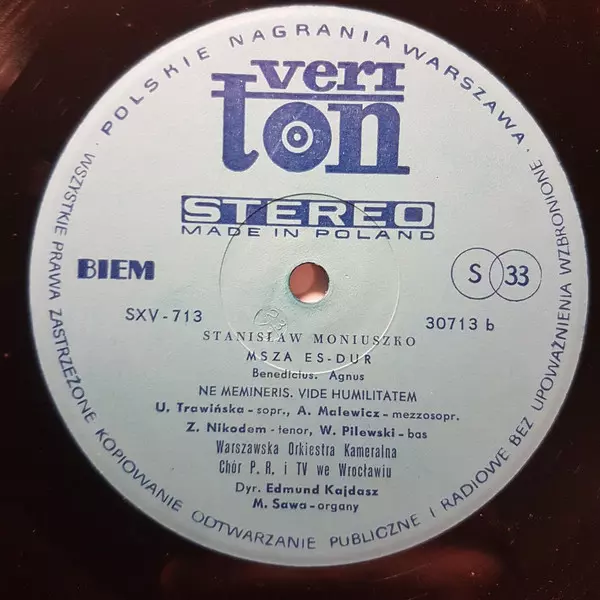 POLSKIE NAGRANIA WARSZAWA
veri
ton
STEREO
MADE IN POLAND
BIEM
S 33
SXV-713
30713 b
STANISŁAW MONIUSZKO
MSZA ES-DUR
Benedicius. Agnus
NE MEMINERIS. VIDE HUMILITATEM
U. Trawińska - sopr., A. Malewicz - mezzosopr.
Z. Nikodem - tenor, W. Pilewski - bas
Warszawska Orkiestra Kameralna
Chór P. R. i TV we Wrocławiu
Dyr. Edmund Kajdasz
M. Sawa - organy
WSZYSTKIE PRAWA ZASTRZEŻONE KOPIOWANIE ODTWARZANIE PUBLICZNE I RADIOWE BEZ UPOWAŻNIENIA WZBRONIONE